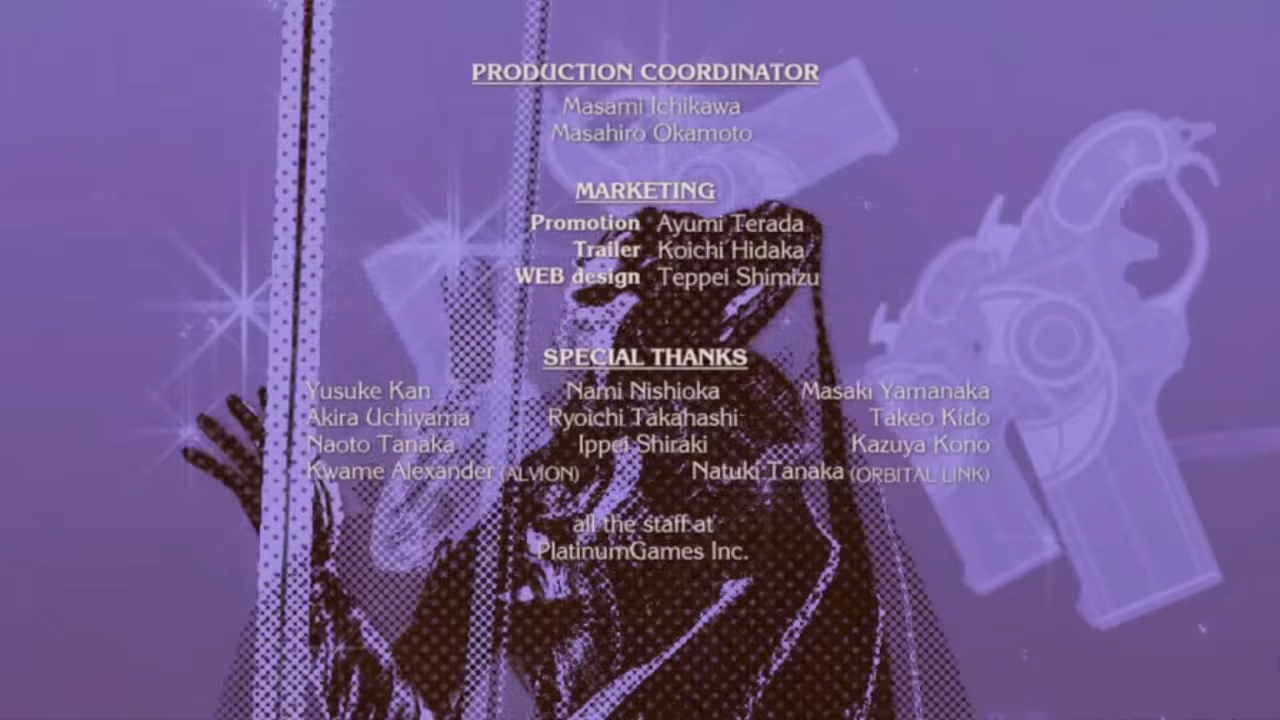 PRODUCTION COORDINATOR
Masami Ichikawa
Masahiro Okamoto
MARKETING
Promotion Ayumi Terada
Trailer Koichi Hidaka
WEB design Teppei Shimizu
SPECIAL THANKS
Yusuke Kan Nami Nishioka Masaki Yamanaka
Akira Uchiyama Ryoichi Takahashi Takeo Kido
Naoto Tanaka Ippei Shiraki Kazuya Kono
Kwame Alexander (ALVION) Natuki Tanaka (ORBITAL LINK)
all the staff at
PlatinumGames Inc.